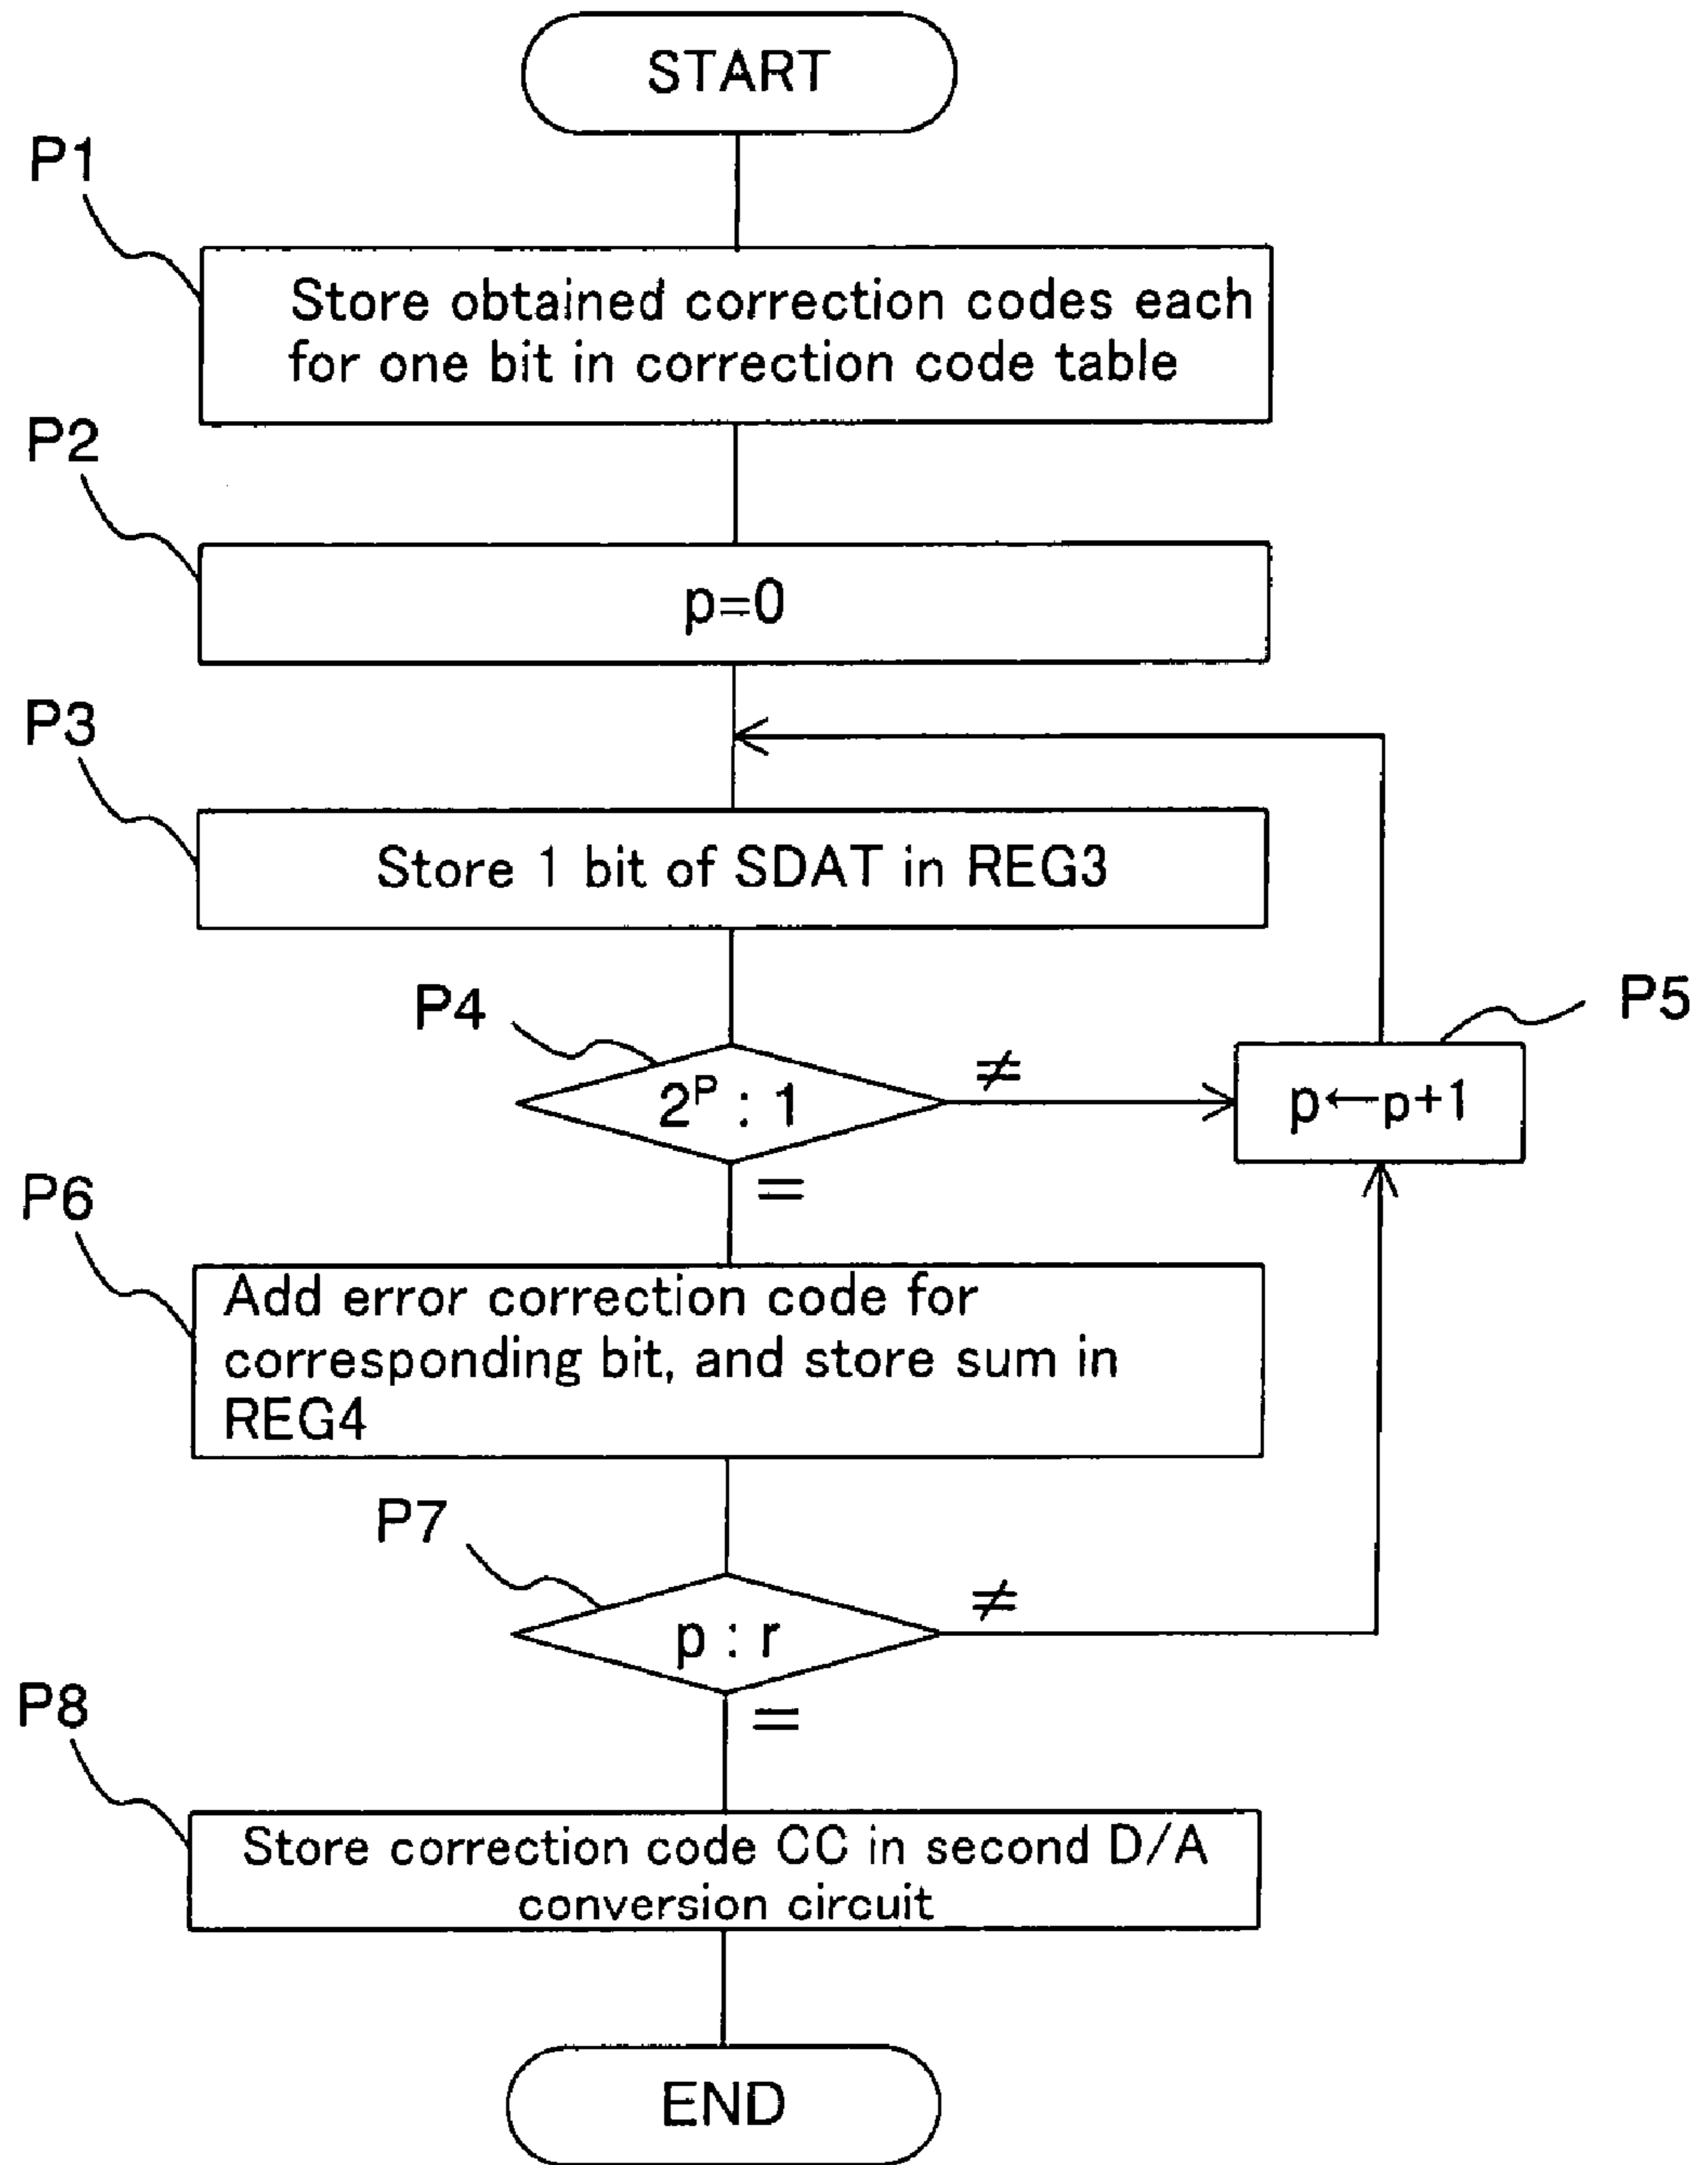 START
P1
Store obtained correction codes each
for one bit in correction code table
P2
p=0
P3
Store 1 bit of SDAT in REG3
P4
2ᴾ : 1
≠
P5
p←p+1
=
P6
Add error correction code for
corresponding bit, and store sum in
REG4
P7
p : r
≠
=
P8
Store correction code CC in second D/A
conversion circuit
END